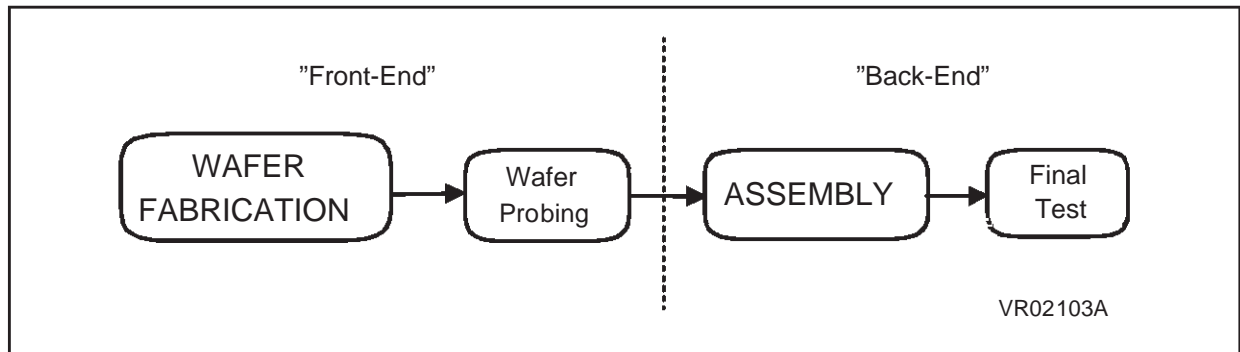 ”Front-End”
”Back-End”
WAFER
FABRICATION
Wafer
Probing
ASSEMBLY
Final
Test
VR02103A